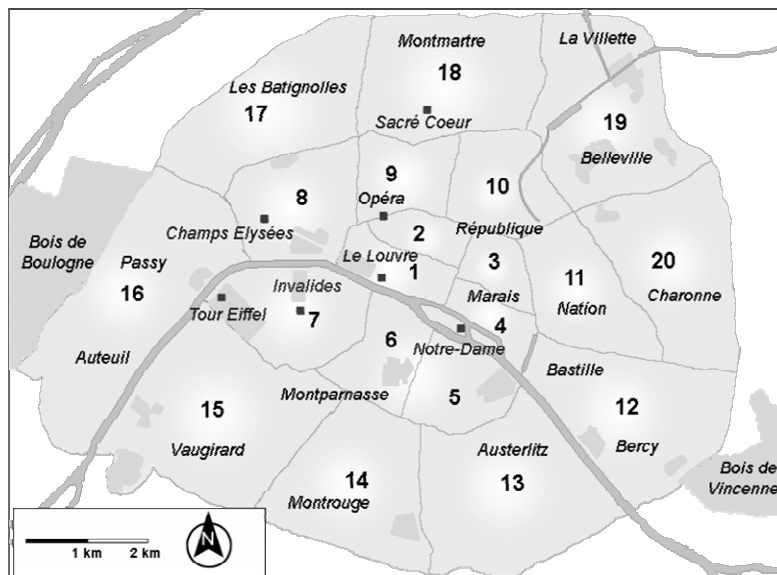 Montmartre
La Villette
18
Les Batignolles
17
Sacré Coeur
19
Belleville
9
10
8
Opéra
Champs Elysées
2
République
Bois de
Boulogne
Passy
16
Le Louvre
1
3
11
20
Invalides
Marais
Nation
Charonne
Tour Eiffel
7
4
6
Notre-Dame
Auteuil
Bastille
Montparnasse
5
15
12
Vaugirard
Austerlitz
Bercy
14
13
Montrouge
Bois de
Vincenne
N
1 km
2 km